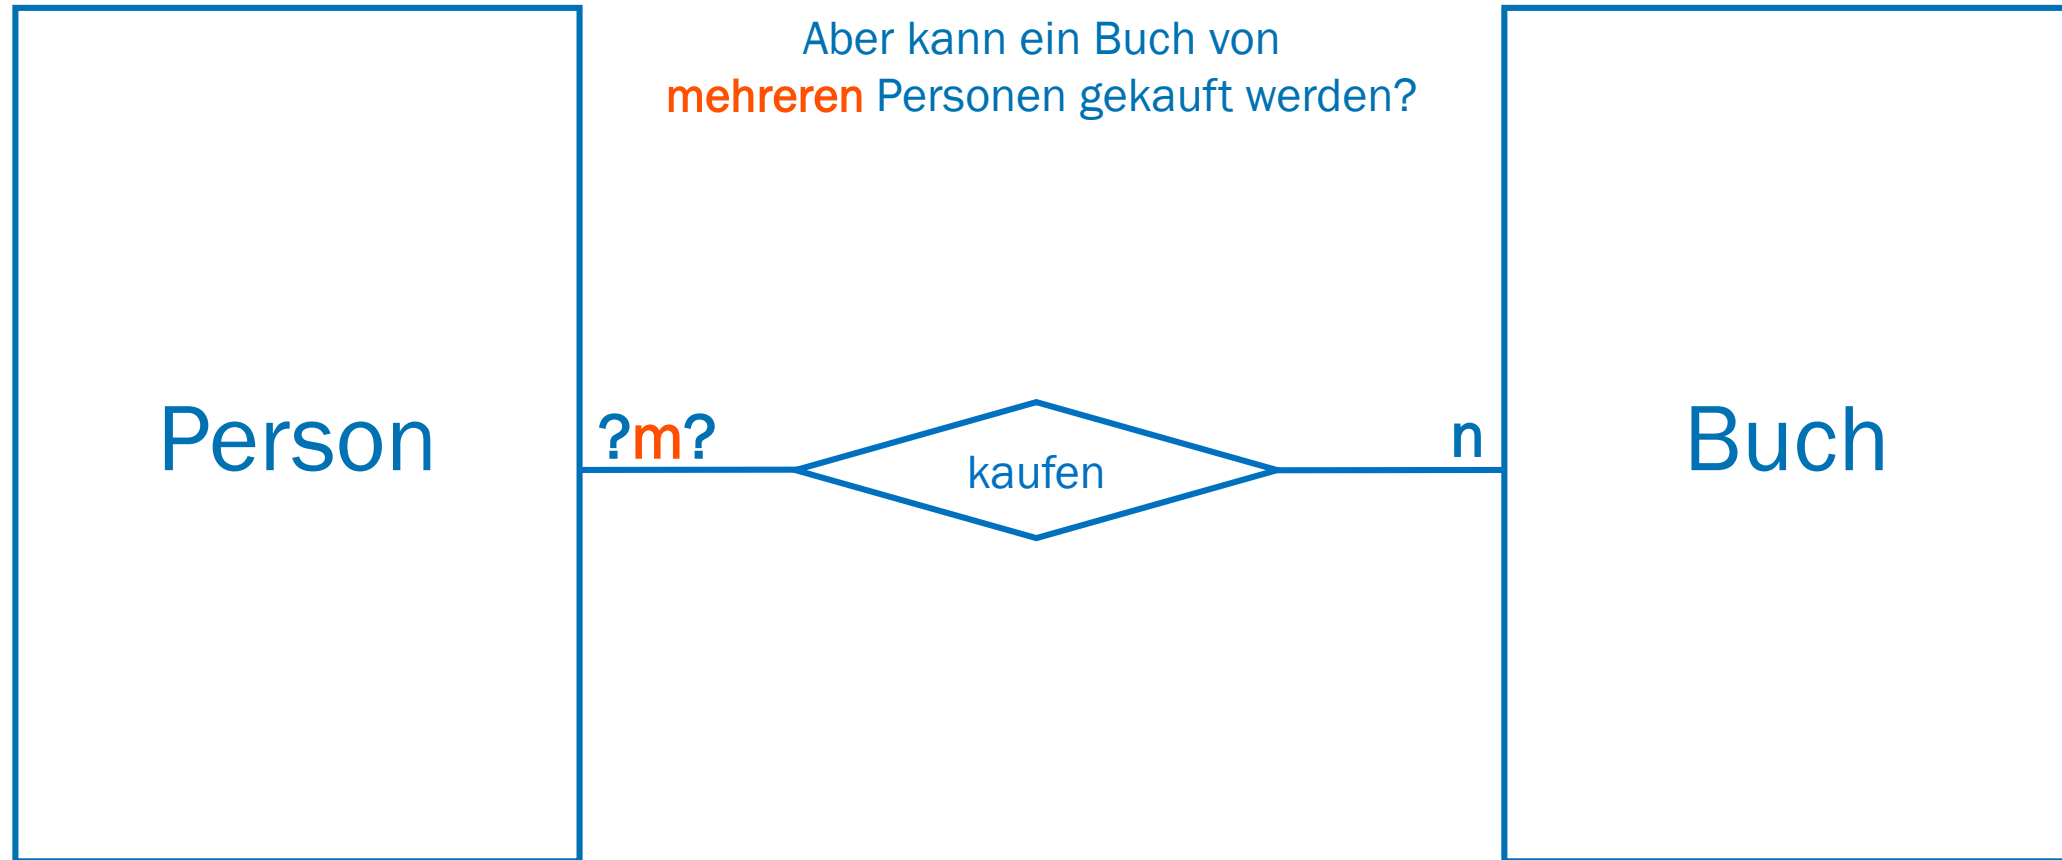 Aber kann ein Buch von
mehreren Personen gekauft werden?
Person
?m?
kaufen
n
Buch